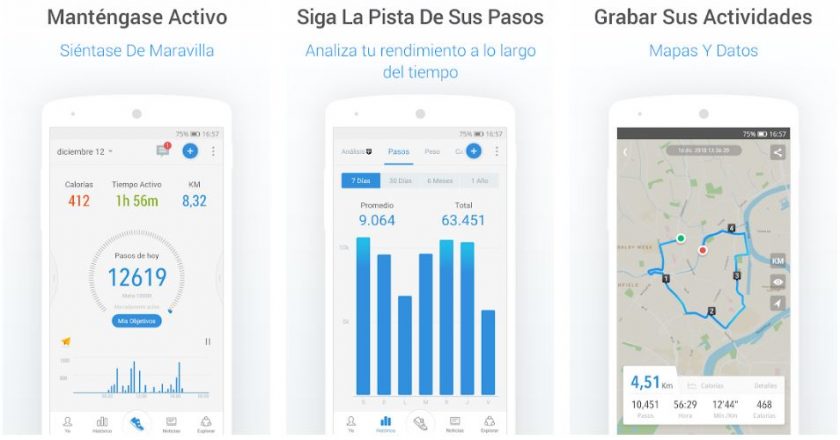 Manténgase Activo
Siéntase De Maravilla
75% 16:57
diciembre 12
1
Calorías Tiempo Activo KM
412 1h 56m 8,32
Pasos de hoy
12619
Meta 10000
Mis Objetivos
1000
500
Yo Histórico Noticias Explorar
Siga La Pista De Sus Pasos
Analiza tu rendimiento a lo largo
del tiempo
75% 16:57
Análisis Pasos Peso
7 Días 30 Días 6 Meses 1 Año
Promedio Total
9.064 63.451
10k
5k
S D L M M J V
Yo Histórico Noticias Explorar
Grabar Sus Actividades
Mapas Y Datos
75% 16:57
4
KM
1
3
2
4,51 Km Calorías Detalles
10,451 56:29 12'44" 468
Pasos Hora Min./Km Calorías